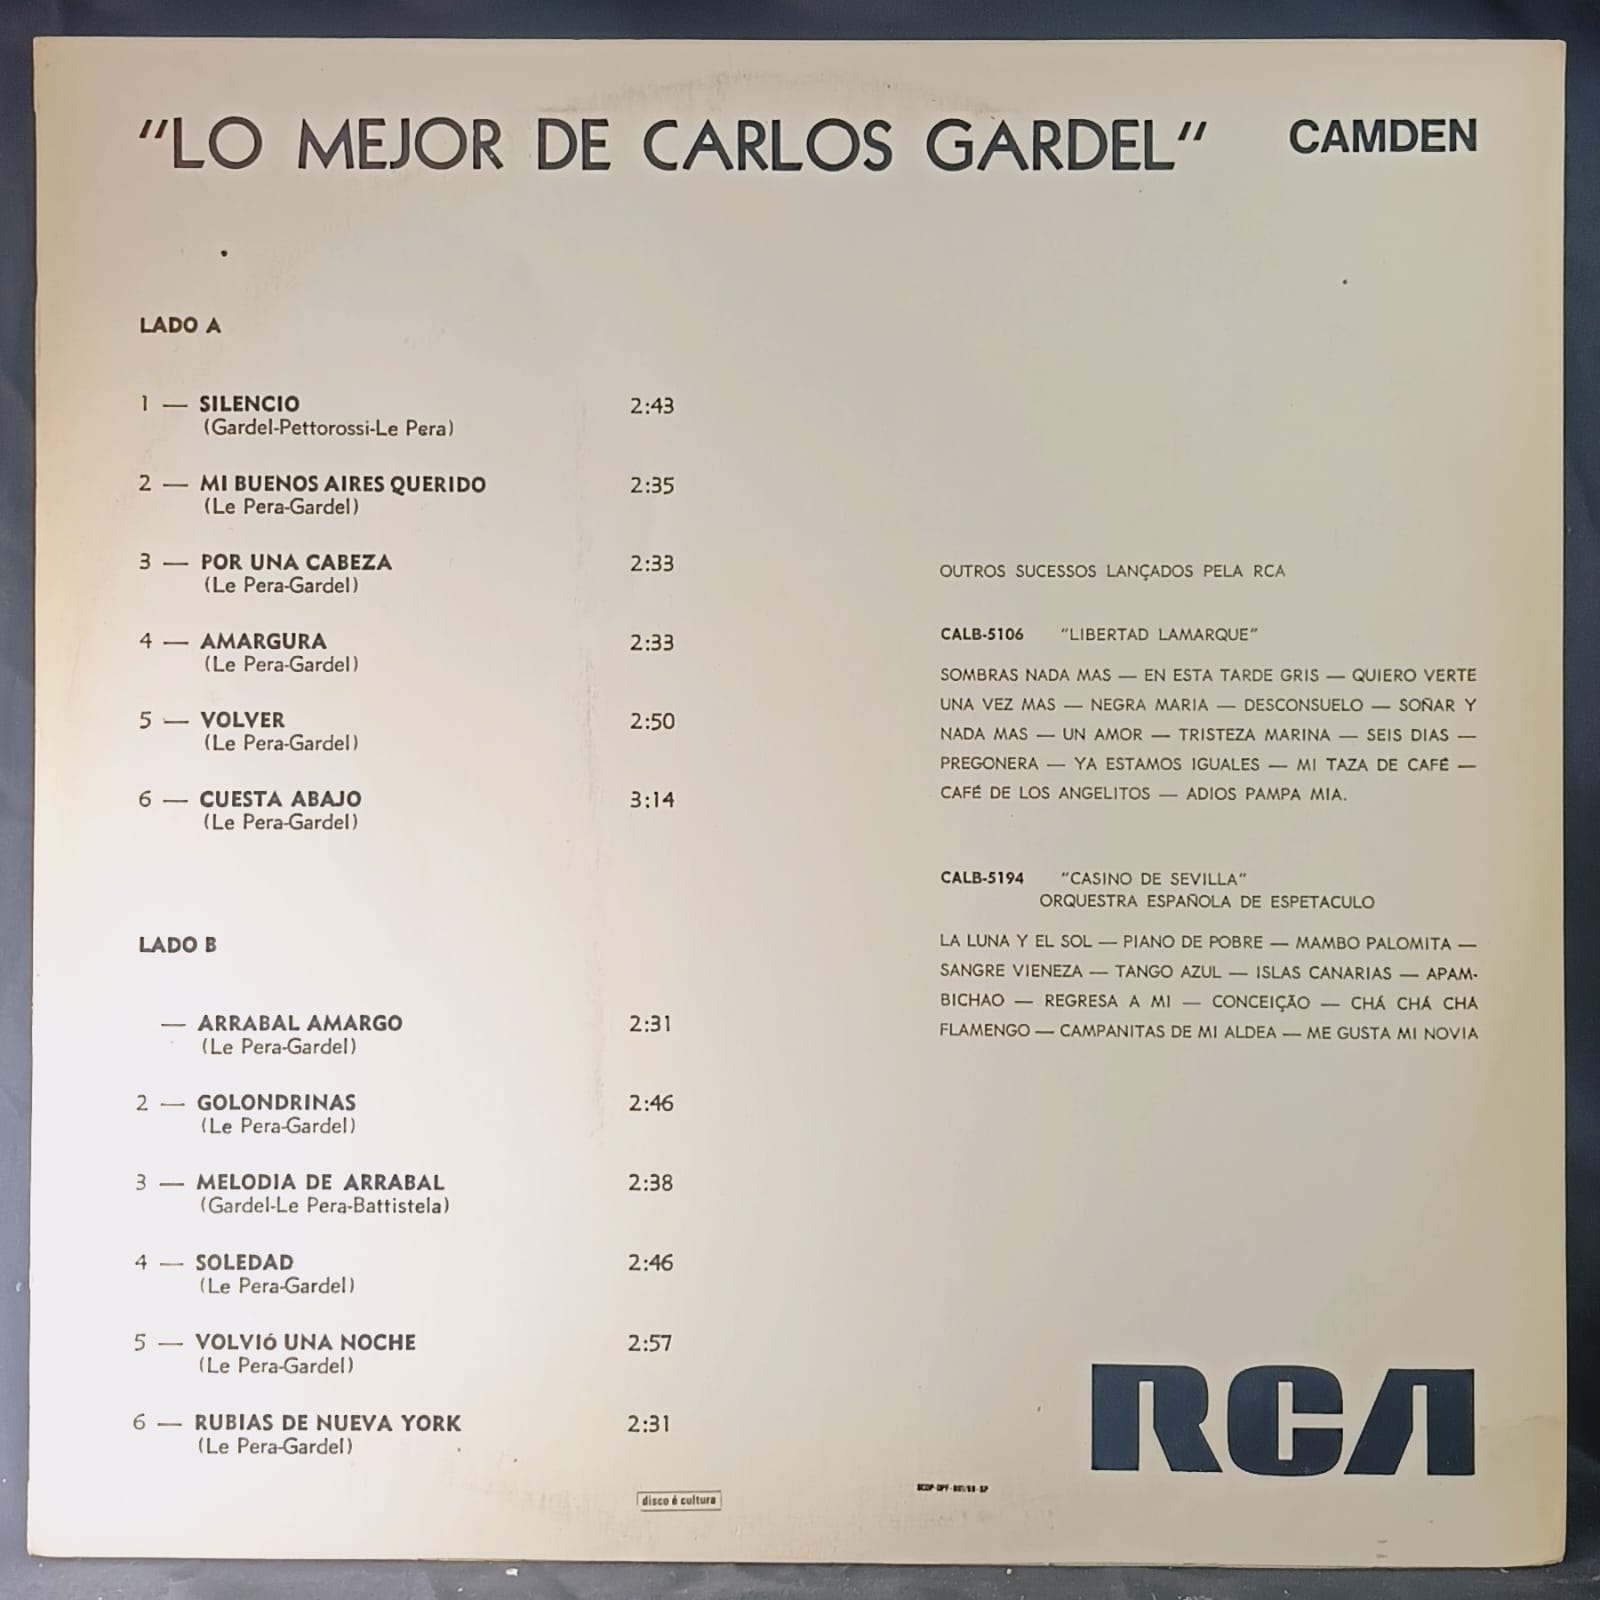 "LO MEJOR DE CARLOS GARDEL" CAMDEN
LADO A
1 — SILENCIO 2:43
(Gardel-Pettorossi-Le Pera)
2 — MI BUENOS AIRES QUERIDO 2:35
(Le Pera-Gardel)
3 — POR UNA CABEZA 2:33
(Le Pera-Gardel)
4 — AMARGURA 2:33
(Le Pera-Gardel)
5 — VOLVER 2:50
(Le Pera-Gardel)
6 — CUESTA ABAJO 3:14
(Le Pera-Gardel)
LADO B
— ARRABAL AMARGO 2:31
(Le Pera-Gardel)
2 — GOLONDRINAS 2:46
(Le Pera-Gardel)
3 — MELODIA DE ARRABAL 2:38
(Gardel-Le Pera-Battistela)
4 — SOLEDAD 2:46
(Le Pera-Gardel)
5 — VOLVIó UNA NOCHE 2:57
(Le Pera-Gardel)
6 — RUBIAS DE NUEVA YORK 2:31
(Le Pera-Gardel)
OUTROS SUCESSOS LANÇADOS PELA RCA
CALB-5106 "LIBERTAD LAMARQUE"
SOMBRAS NADA MAS — EN ESTA TARDE GRIS — QUIERO VERTE
UNA VEZ MAS — NEGRA MARIA — DESCONSUELO — SOÑAR Y
NADA MAS — UN AMOR — TRISTEZA MARINA — SEIS DIAS —
PREGONERA — YA ESTAMOS IGUALES — MI TAZA DE CAFÉ —
CAFÉ DE LOS ANGELITOS — ADIOS PAMPA MIA.
CALB-5194 "CASINO DE SEVILLA"
ORQUESTRA ESPAÑOLA DE ESPETACULO
LA LUNA Y EL SOL — PIANO DE POBRE — MAMBO PALOMITA —
SANGRE VIENEZA — TANGO AZUL — ISLAS CANARIAS — APAM-
BICHAO — REGRESA A MI — CONCEIÇÃO — CHÁ CHÁ CHA
FLAMENGO — CAMPANITAS DE MI ALDEA — ME GUSTA MI NOVIA
RCA
disco é cultura